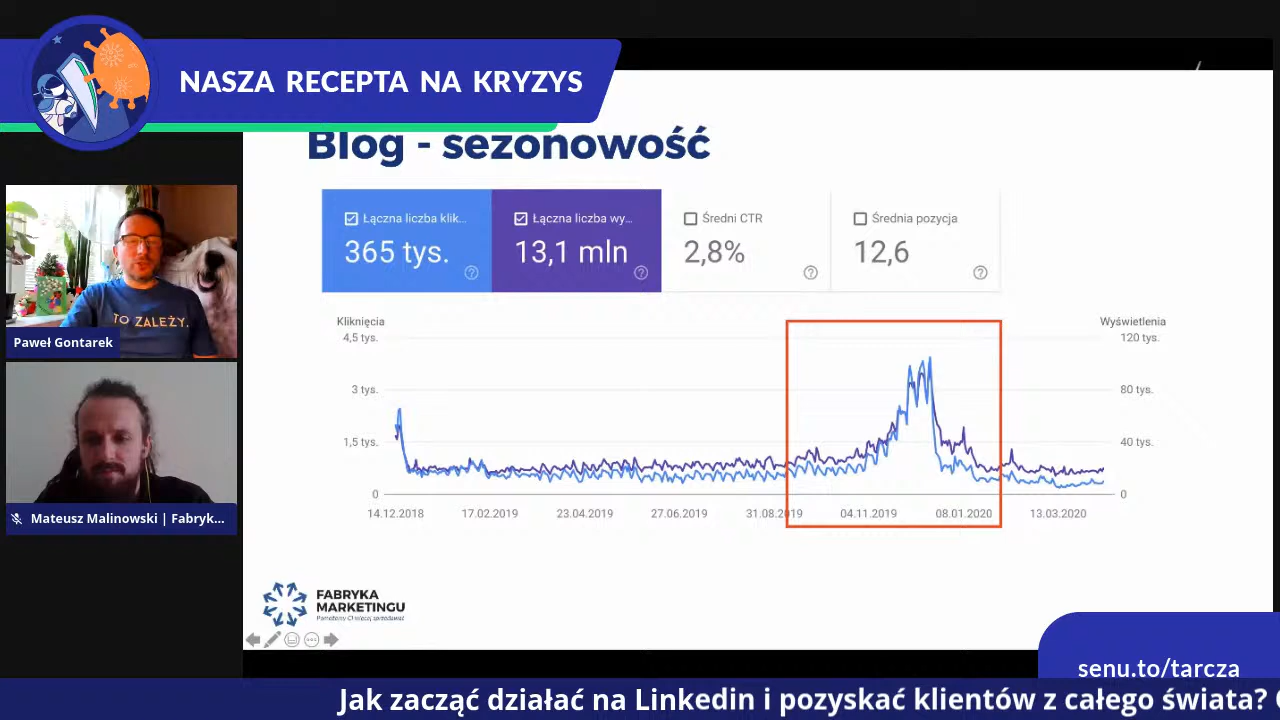 NASZA RECEPTA NA KRYZYS
Blog - sezonowość
Łączna liczba klik...
365 tys.
Łączna liczba wy...
13,1 mln
Średni CTR
2,8%
Średnia pozycja
12,6
Kliknięcia
4,5 tys.
3 tys.
1,5 tys.
0
Wyświetlenia
120 tys.
80 tys.
40 tys.
0
14.12.2018
17.02.2019
23.04.2019
27.06.2019
31.08.2019
04.11.2019
08.01.2020
13.03.2020
TO ZALEŻY.
Paweł Gontarek
Mateusz Malinowski | Fabryk...
FABRYKA
MARKETINGU
Pomożemy Ci więcej sprzedawać
senu.to/tarcza
Jak zacząć działać na Linkedin i pozyskać klientów z całego świata?